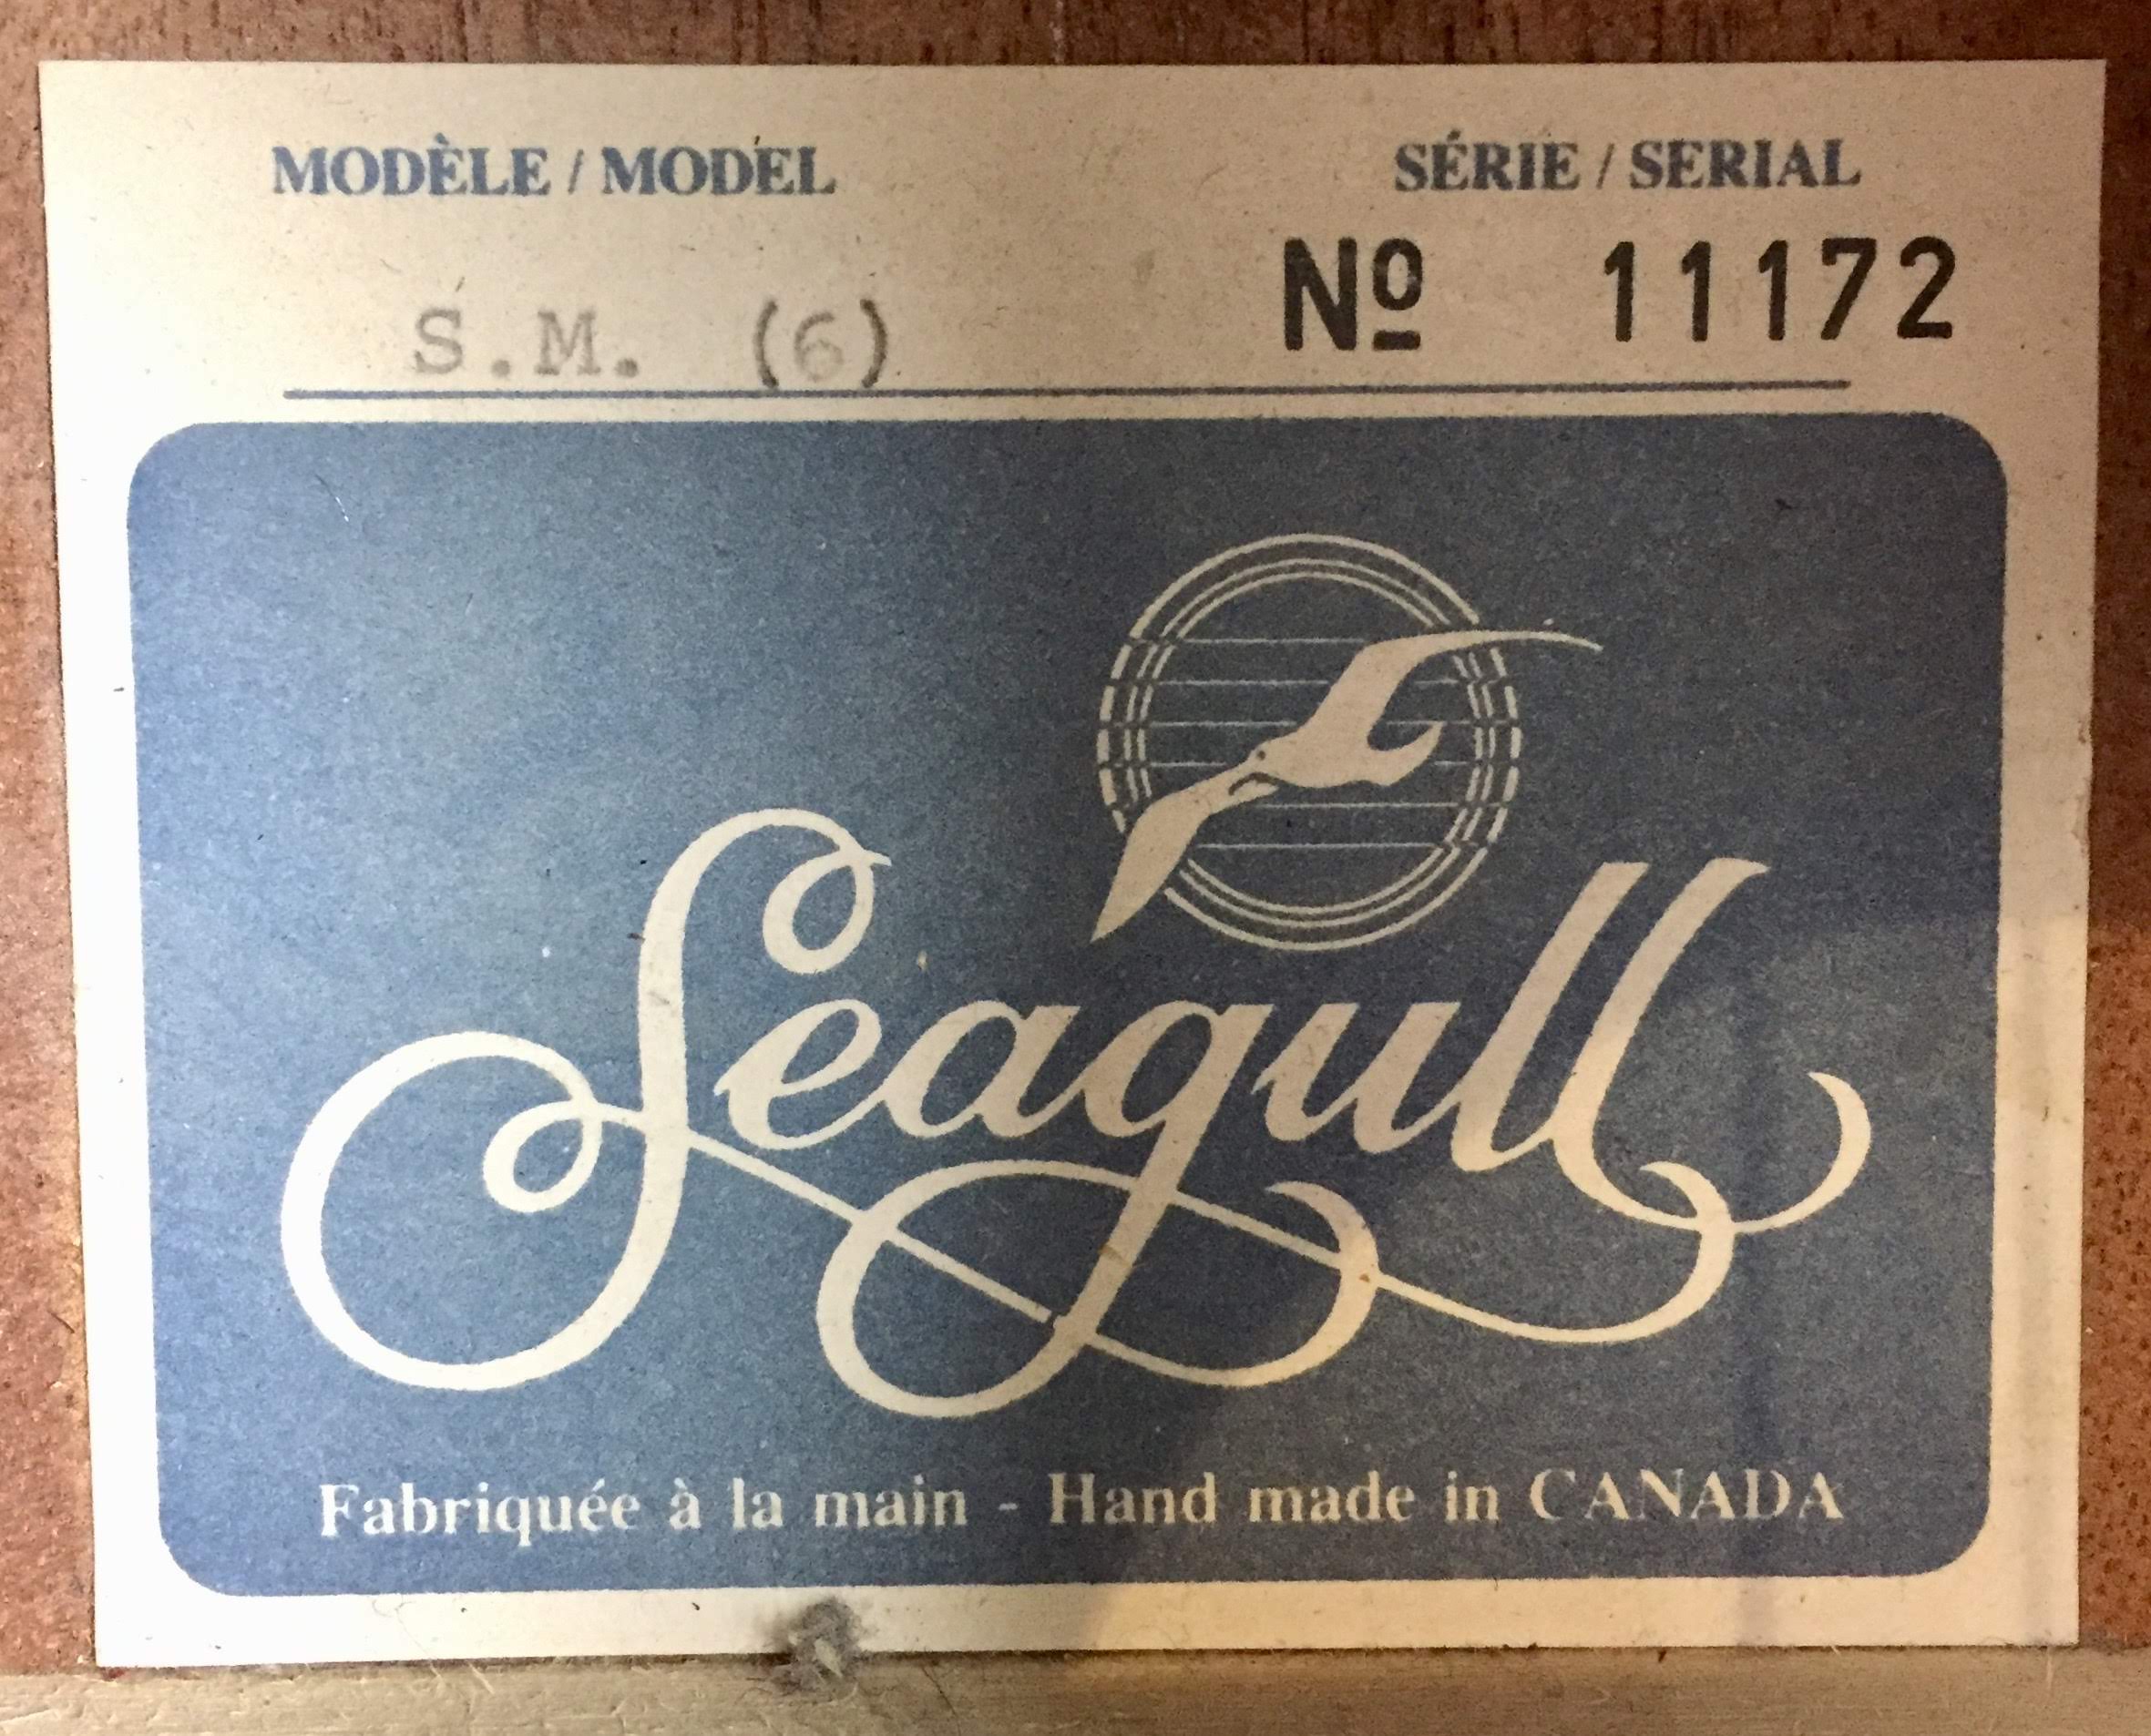 MODÈLE / MODEL SÉRIE / SERIAL
S.M. (6) Nº 11172
Seagull
Fabriquée à la main - Hand made in CANADA